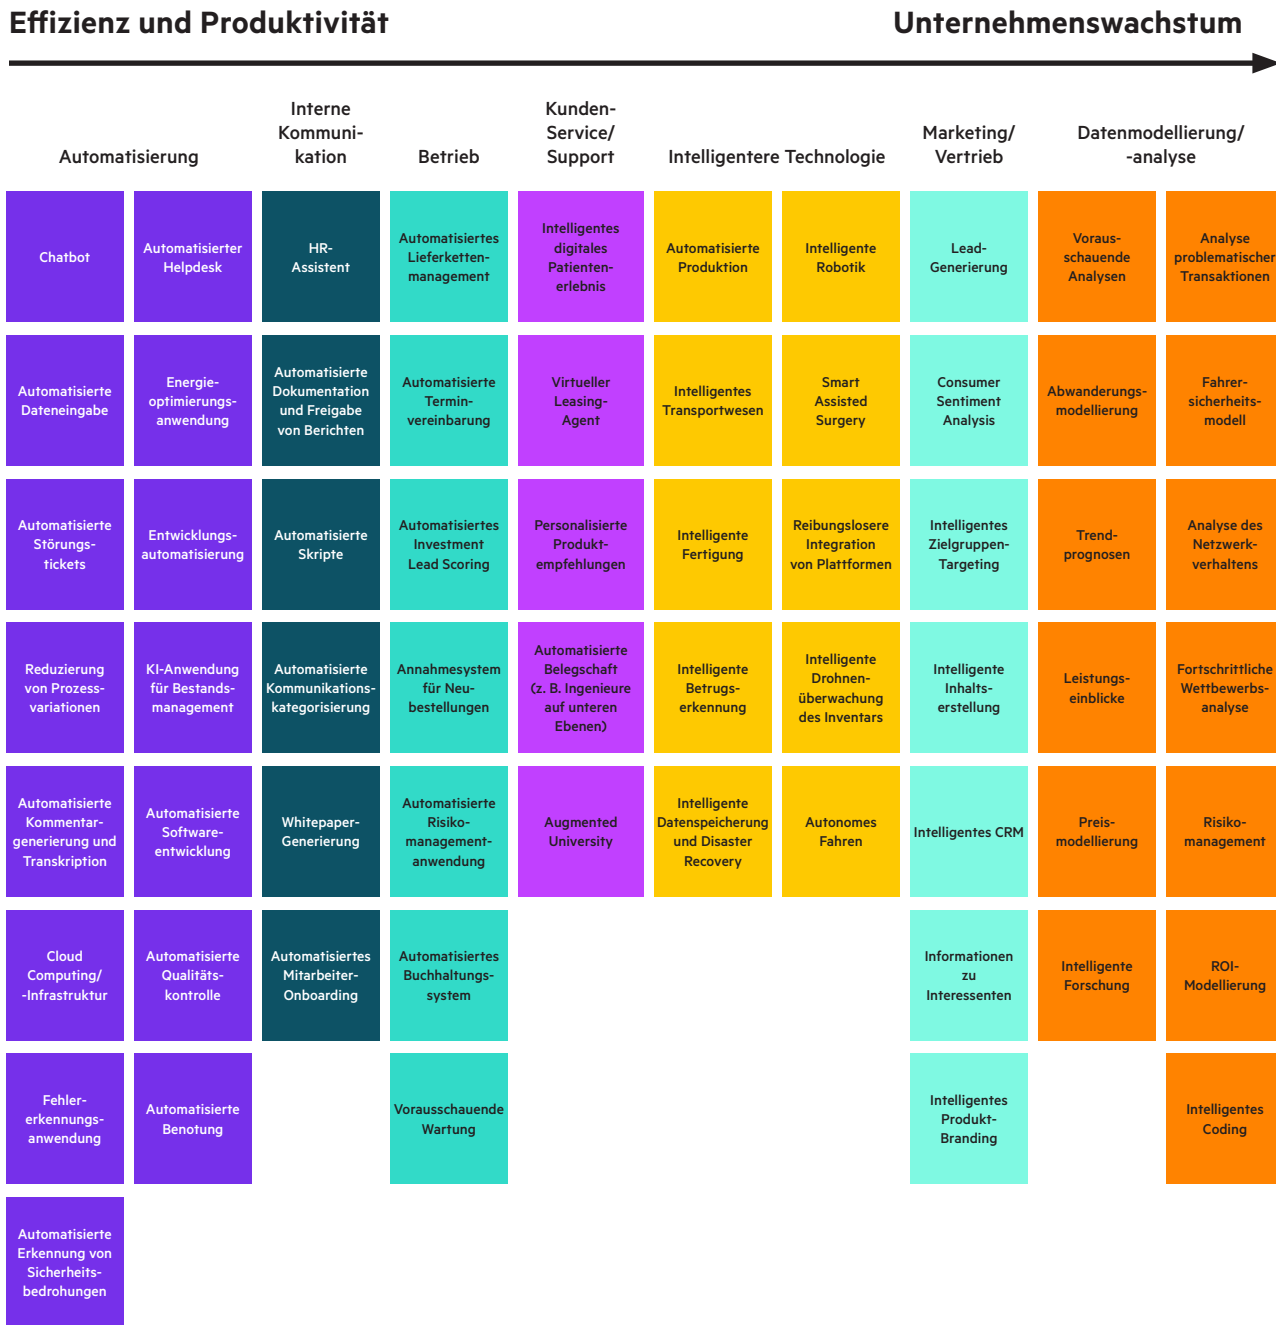 Effizienz und Produktivität
Unternehmenswachstum
Automatisierung
Interne
Kommuni-
kation
Betrieb
Kunden-
Service/
Support
Intelligentere Technologie
Marketing/
Vertrieb
Datenmodellierung/
-analyse
Chatbot
Automatisierter
Helpdesk
HR-
Assistent
Automatisiertes
Lieferketten-
management
Intelligentes
digitales
Patienten-
erlebnis
Automatisierte
Produktion
Intelligente
Robotik
Lead-
Generierung
Voraus-
schauende
Analysen
Analyse
problematischer
Transaktionen
Automatisierte
Dateneingabe
Energie-
optimierungs-
anwendung
Automatisierte
Dokumentation
und Freigabe
von Berichten
Automatisierte
Termin-
vereinbarung
Virtueller
Leasing-
Agent
Intelligentes
Transportwesen
Smart
Assisted
Surgery
Consumer
Sentiment
Analysis
Abwanderungs-
modellierung
Fahrer-
sicherheits-
modell
Automatisierte
Störungs-
tickets
Entwicklungs-
automatisierung
Automatisierte
Skripte
Automatisiertes
Investment
Lead Scoring
Personalisierte
Produkt-
empfehlungen
Intelligente
Fertigung
Reibungslosere
Integration
von Plattformen
Intelligentes
Zielgruppen-
Targeting
Trend-
prognosen
Analyse des
Netzwerk-
verhaltens
Reduzierung
von Prozess-
variationen
KI-Anwendung
für Bestands-
management
Automatisierte
Kommunikations-
kategorisierung
Annahmesystem
für Neu-
bestellungen
Automatisierte
Belegschaft
(z. B. Ingenieure
auf unteren
Ebenen)
Intelligente
Betrugs-
erkennung
Intelligente
Drohnen-
überwachung
des Inventars
Intelligente
Inhalts-
erstellung
Leistungs-
einblicke
Fortschrittliche
Wettbewerbs-
analyse
Automatisierte
Kommentar-
generierung und
Transkription
Automatisierte
Software-
entwicklung
Whitepaper-
Generierung
Automatisierte
Risiko-
management-
anwendung
Augmented
University
Intelligente
Datenspeicherung
und Disaster
Recovery
Autonomes
Fahren
Intelligentes CRM
Preis-
modellierung
Risiko-
management
Cloud
Computing/
-Infrastruktur
Automatisierte
Qualitäts-
kontrolle
Automatisiertes
Mitarbeiter-
Onboarding
Automatisiertes
Buchhaltungs-
system
Informationen
zu
Interessenten
Intelligente
Forschung
ROI-
Modellierung
Fehler-
erkennungs-
anwendung
Automatisierte
Benotung
Vorausschauende
Wartung
Intelligentes
Produkt-
Branding
Intelligentes
Coding
Automatisierte
Erkennung von
Sicherheits-
bedrohungen